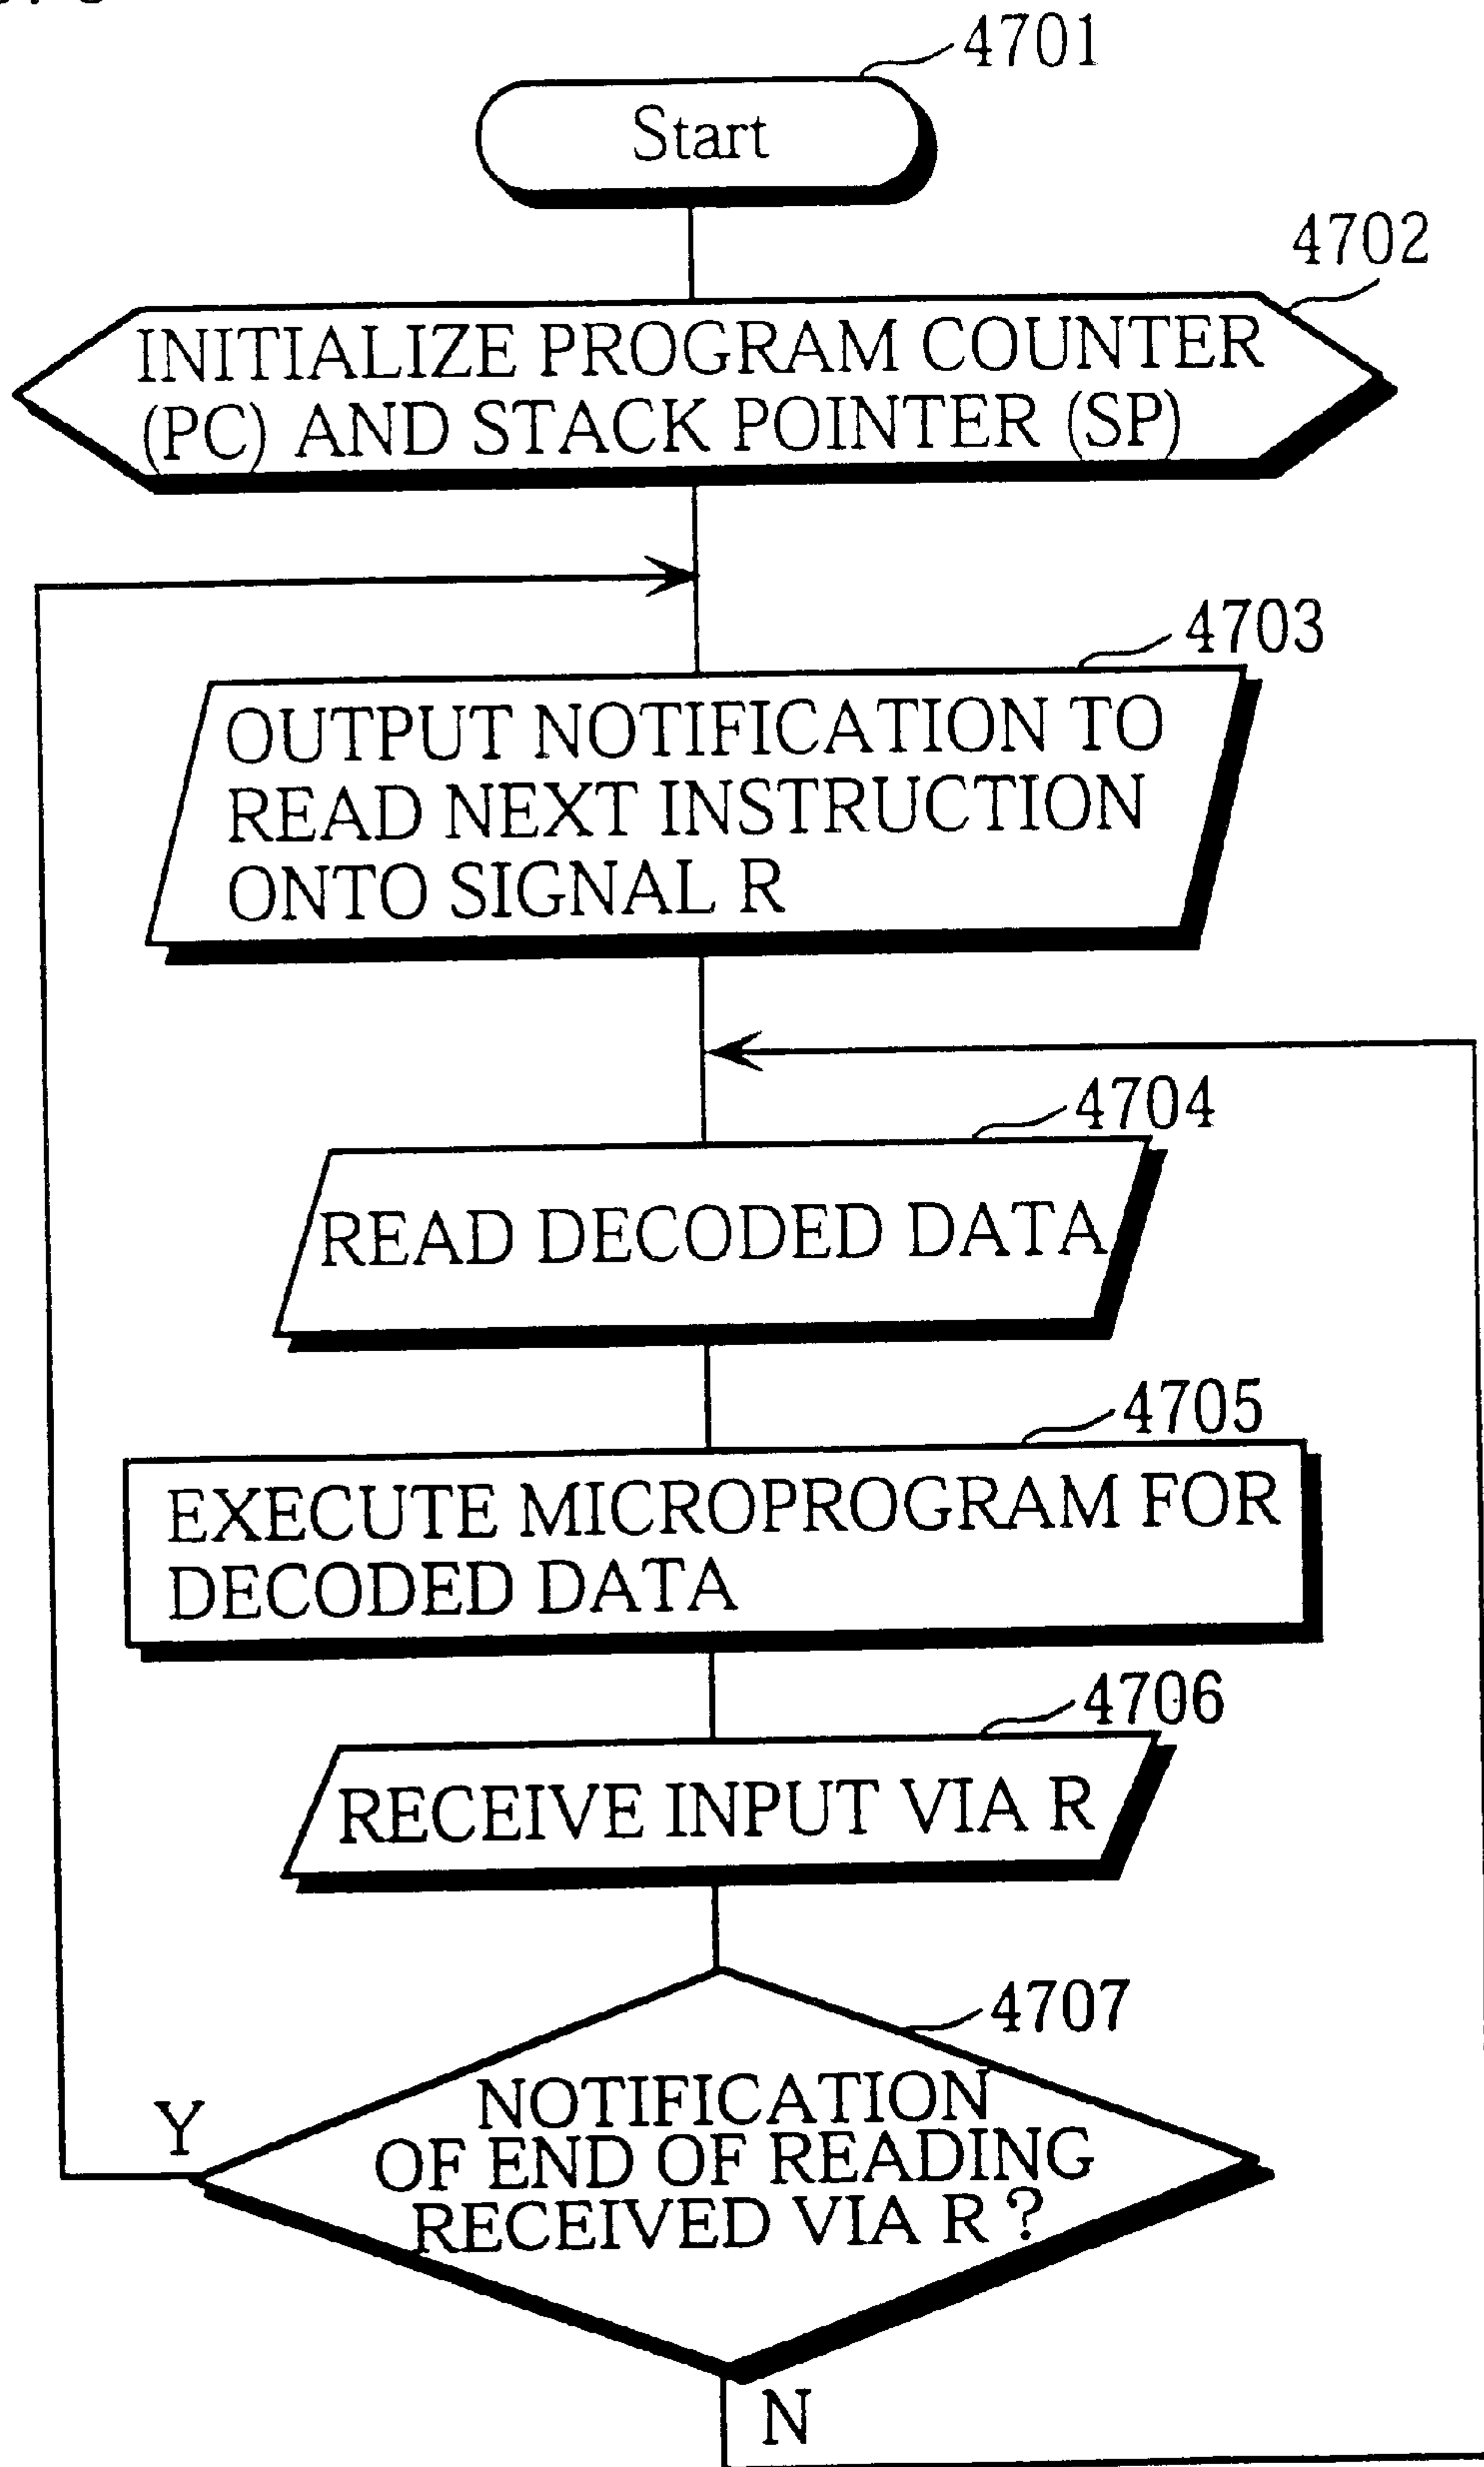 4701
Start
4702
INITIALIZE PROGRAM COUNTER
(PC) AND STACK POINTER (SP)
4703
OUTPUT NOTIFICATION TO
READ NEXT INSTRUCTION
ONTO SIGNAL R
4704
READ DECODED DATA
4705
EXECUTE MICROPROGRAM FOR
DECODED DATA
4706
RECEIVE INPUT VIA R
4707
NOTIFICATION
OF END OF READING
RECEIVED VIA R ?
Y
N